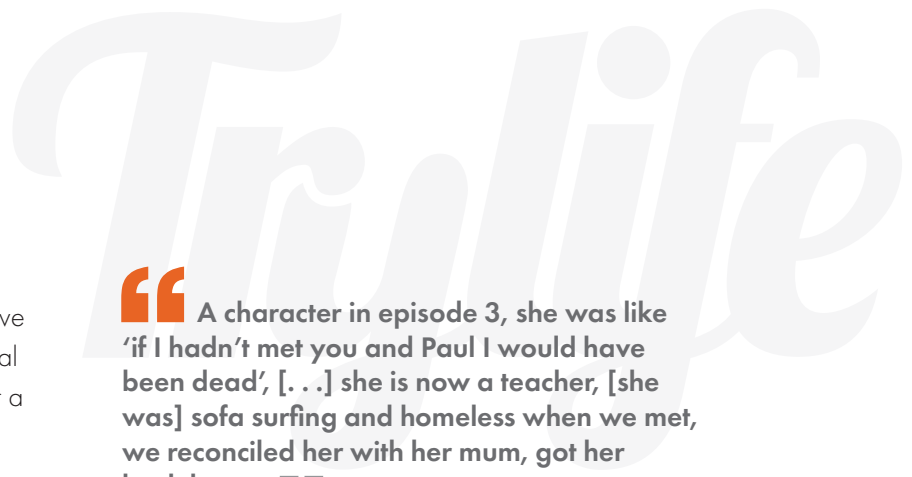 Trylife
“ A character in episode 3, she was like
‘if I hadn’t met you and Paul I would have
been dead’, [. . .] she is now a teacher, [she
was] sofa surfing and homeless when we met,
we reconciled her with her mum, got her
ve
al
a